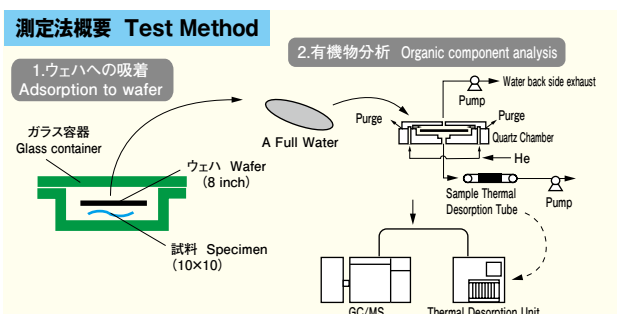 測定法概要 Test Method
1.ウェハへの吸着
Adsorption to wafer
ガラス容器
Glass container
ウェハ Wafer
(8 inch)
試料 Specimen
(10×10)
A Full Water
2.有機物分析 Organic component analysis
Water back side exhaust
Pump
Purge
Purge
Quartz Chamber
He
Sample Thermal
Desorption Tube
Pump
GC/MS
Thermal Desorption Unit